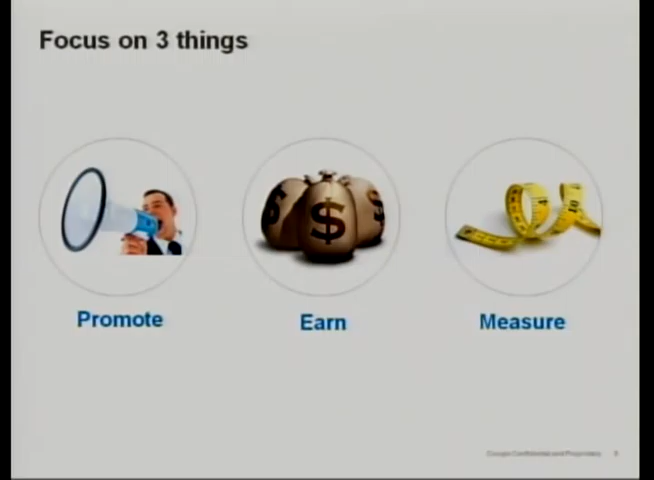 Focus on 3 things
Promote
Earn
Measure
Google Confidential and Proprietary